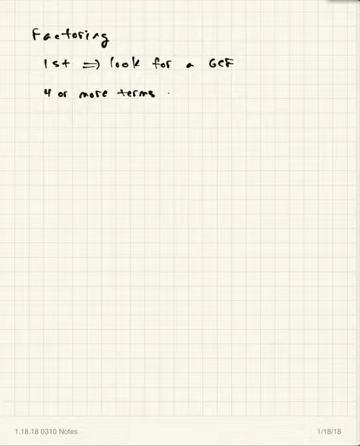 Factoring
1st => look for a GCF
4 or more terms
1.18.18 0310 Notes
1/18/18